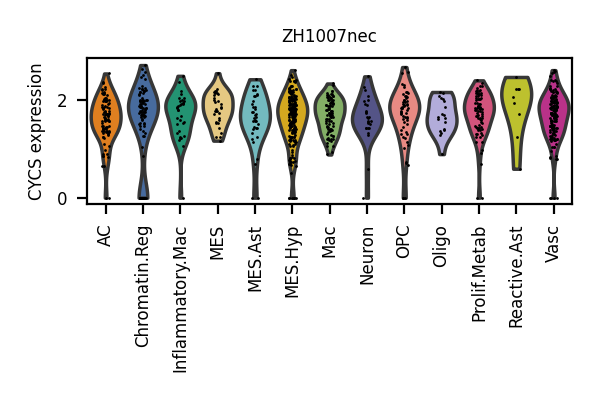 ZH1007nec
CYCS expression
2
0
AC
Chromatin.Reg
Inflammatory.Mac
MES
MES.Ast
MES.Hyp
Mac
Neuron
OPC
Oligo
Prolif.Metab
Reactive.Ast
Vasc